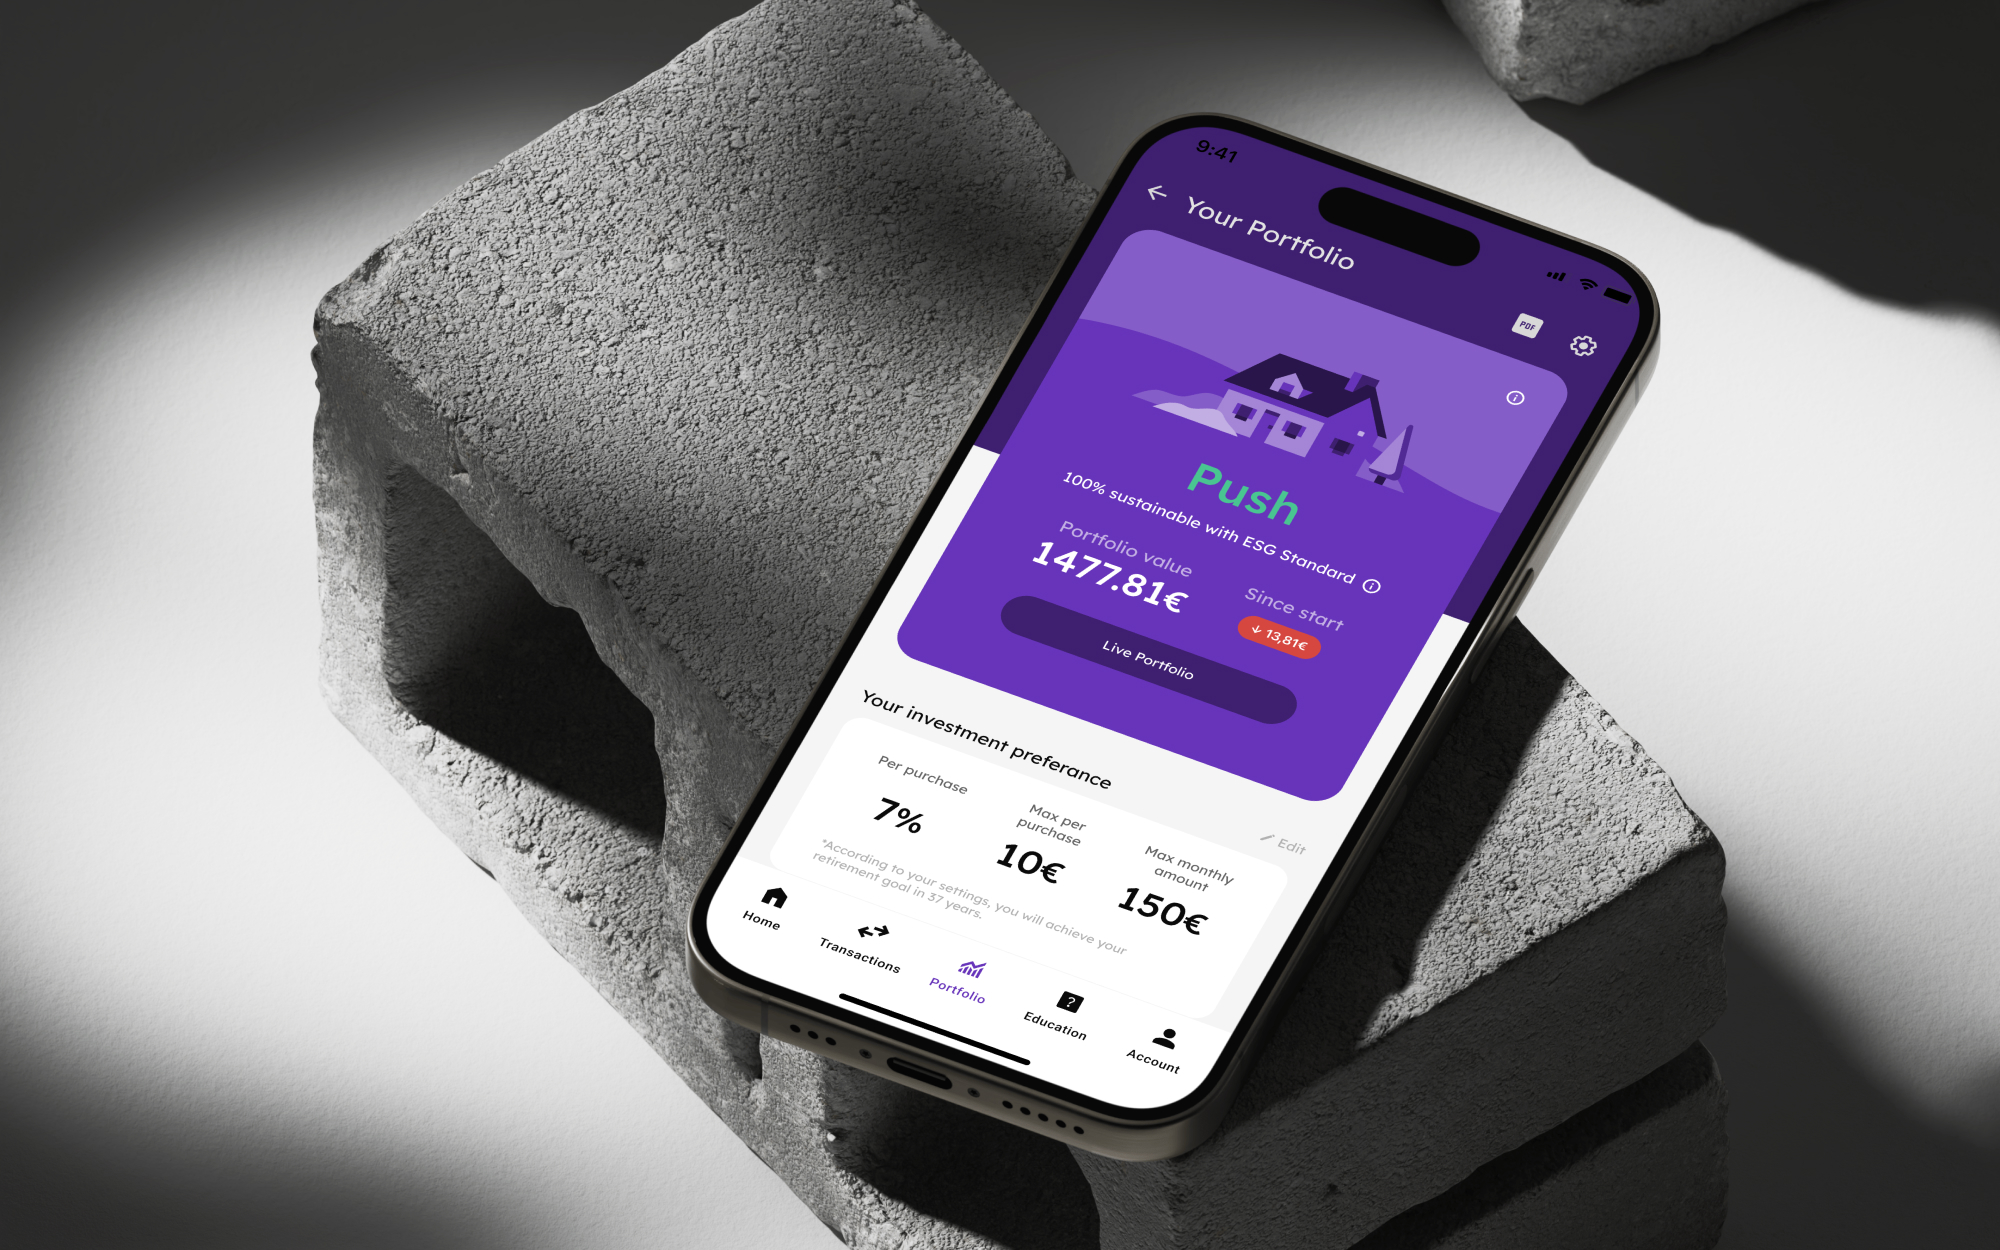 9:41
Your Portfolio
PDF
Push
100% sustainable with ESG Standard
Portfolio value
1477.81€
Since start
↓ 13,81€
Live Portfolio
Your investment preferance
Edit
Per purchase
7%
Max per
purchase
10€
Max monthly
amount
150€
*According to your settings, you will achieve your
retirement goal in 37 years.
Home
Transactions
Portfolio
?
Education
Account